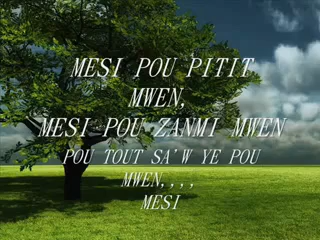 MESI POU PITIT
MWEN,
MESI POU ZANMI MWEN
POU TOUT SA'W YE POU
MWEN,,,,
MESI